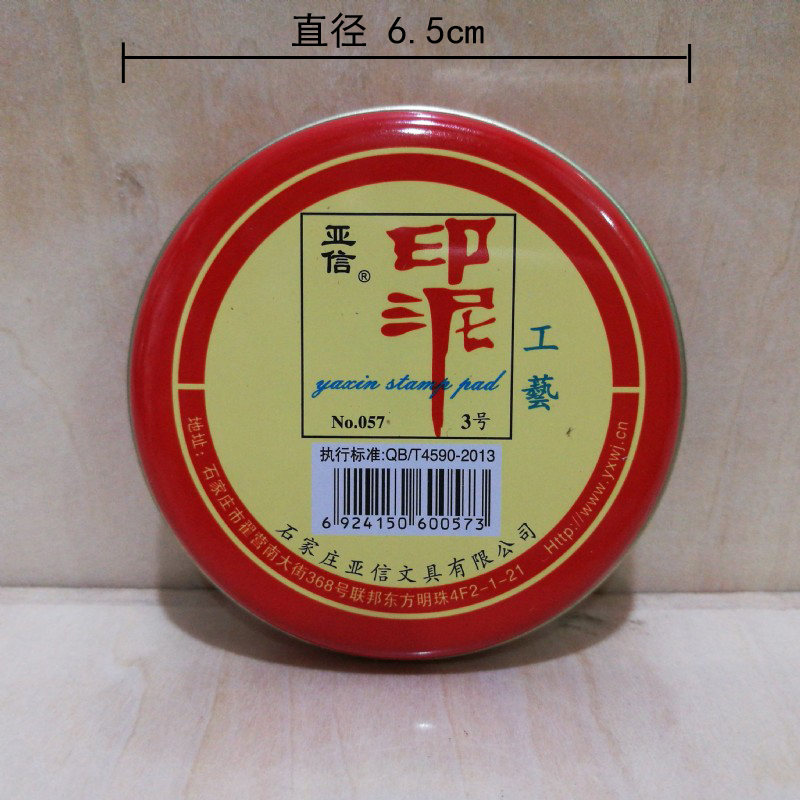 直径 6.5cm
亚信®
印泥
工藝
yaxin stamp pad
No.057 3号
执行标准:QB/T4590-2013
6 924150 600573
石家庄亚信文具有限公司
地址：石家庄市翟营南大街368号联邦东方明珠4F2-1-21
Http://www.yxwj.cn